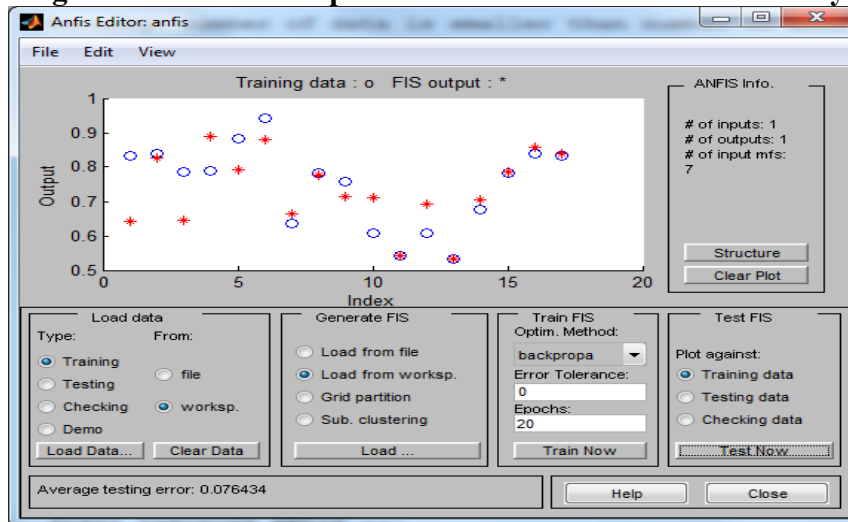 Anfis Editor: anfis
File Edit View
Training data : o FIS output : *
1
0.9
0.8
0.7
0.6
0.5
Output
0 5 10 15 20
Index
ANFIS Info.
# of inputs: 1
# of outputs: 1
# of input mfs:
7
Structure
Clear Plot
Load data
Type: From:
Training
Testing
Checking
Demo
file
worksp.
Load Data... Clear Data
Generate FIS
Load from file
Load from worksp.
Grid partition
Sub. clustering
Load ...
Train FIS
Optim. Method:
backpropa
Error Tolerance:
0
Epochs:
20
Train Now
Test FIS
Plot against:
Training data
Testing data
Checking data
Test Now
Average testing error: 0.076434
Help Close